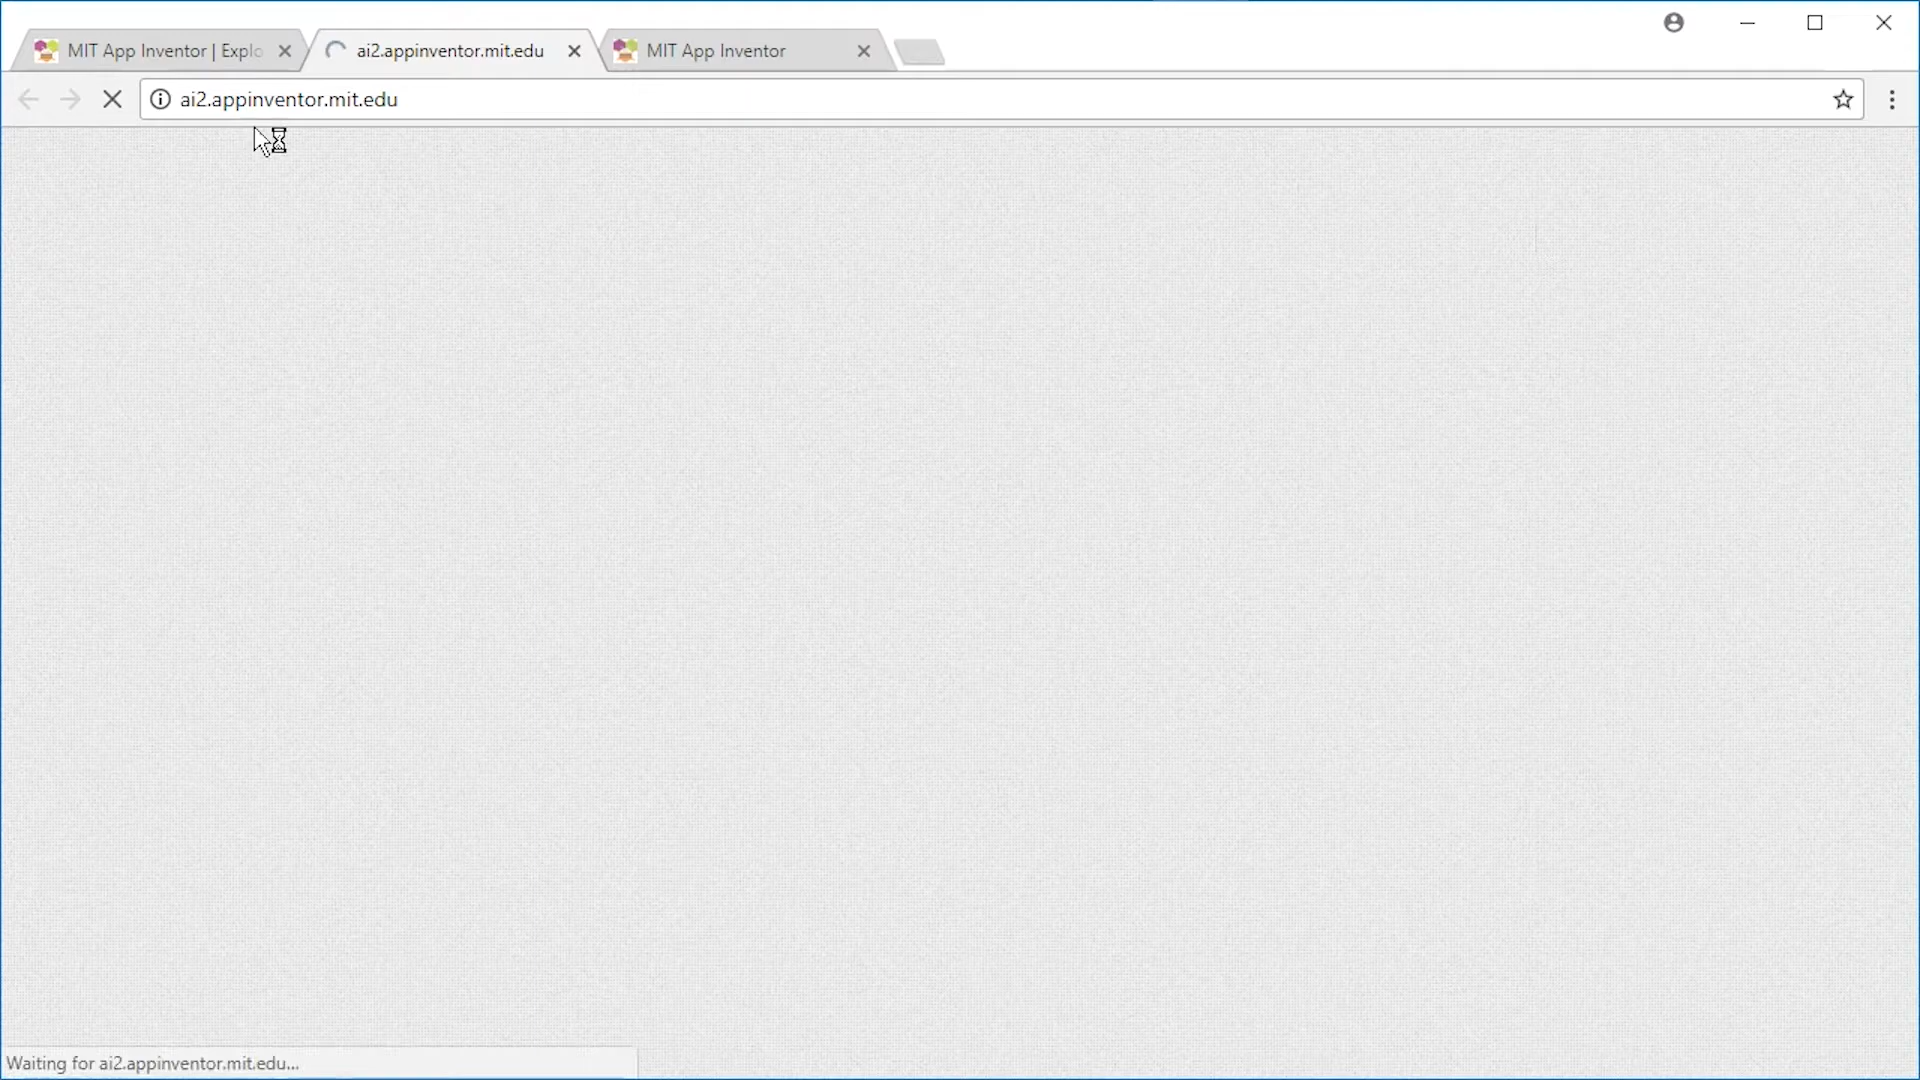 MIT App Inventor | Explo
ai2.appinventor.mit.edu
MIT App Inventor
ai2.appinventor.mit.edu
Waiting for ai2.appinventor.mit.edu...